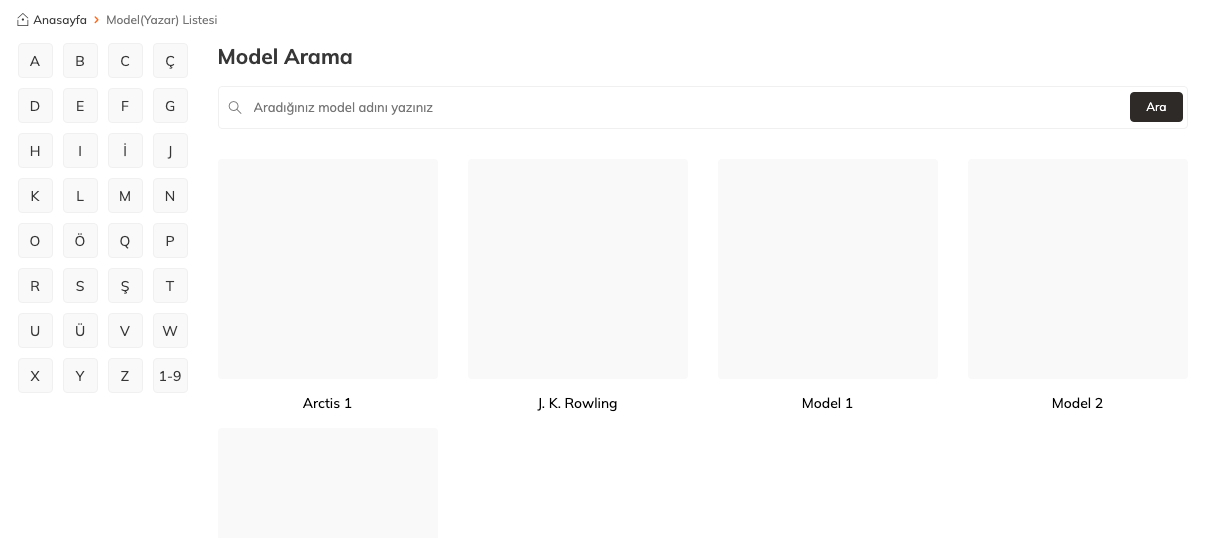 Anasayfa > Model(Yazar) Listesi
Model Arama
Aradığınız model adını yazınız
Ara
A B C Ç
D E F G
H I İ J
K L M N
O Ö Q P
R S Ş T
U Ü V W
X Y Z 1-9
Arctis 1
J. K. Rowling
Model 1
Model 2